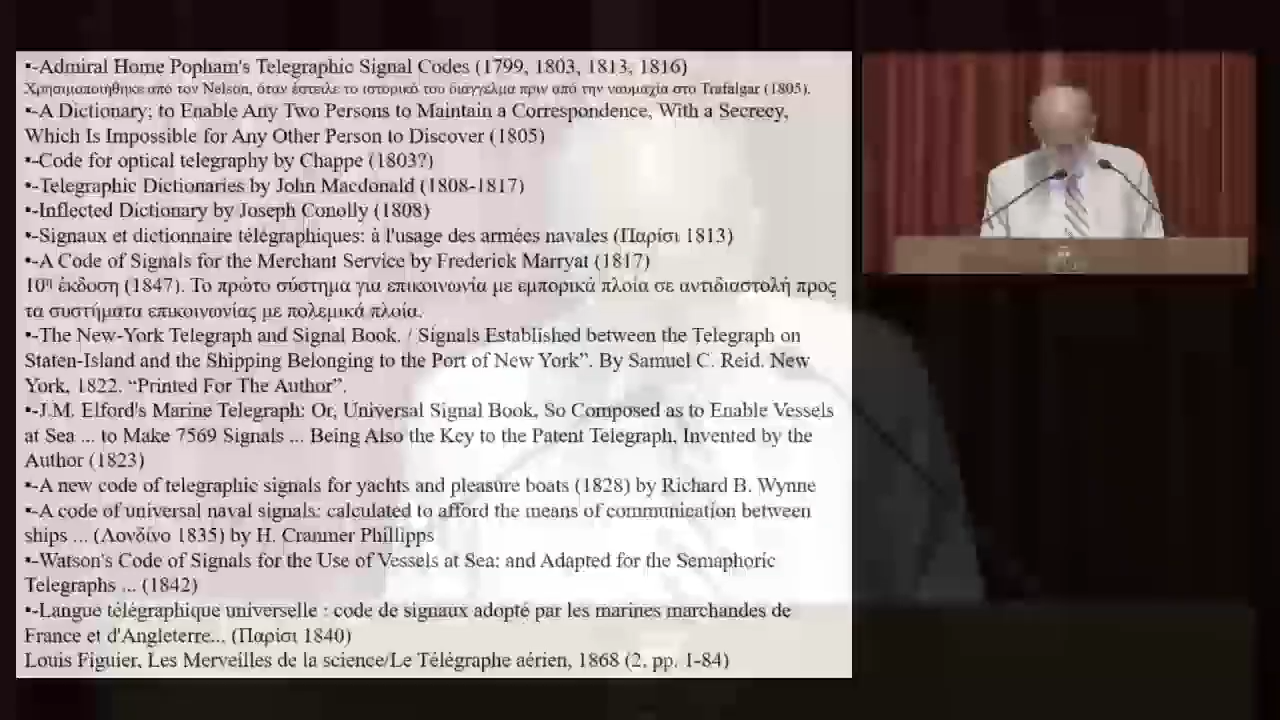 •-Admiral Home Popham's Telegraphic Signal Codes (1799, 1803, 1813, 1816)
Χρησιμοποιήθηκε από τον Nelson, όταν έστειλε το ιστορικό του διαγγελμα πριν από την ναυμαχία στο Trafalgar (1805).
•-A Dictionary; to Enable Any Two Persons to Maintain a Correspondence, With a Secrecy,
Which Is Impossible for Any Other Person to Discover (1805)
•-Code for optical telegraphy by Chappe (1803?)
•-Telegraphic Dictionaries by John Macdonald (1808-1817)
•-Inflected Dictionary by Joseph Conolly (1808)
•-Signaux et dictionnaire télégraphiques: à l'usage des armées navales (Παρίσι 1813)
•-A Code of Signals for the Merchant Service by Frederick Marryat (1817)
10η έκδοση (1847). Το πρώτο σύστημα για επικοινωνία με εμπορικά πλοία σε αντιδιαστολή προς
τα συστήματα επικοινωνίας με πολεμικά πλοία.
•-The New-York Telegraph and Signal Book. / Signals Established between the Telegraph on
Staten-Island and the Shipping Belonging to the Port of New York”. By Samuel C. Reid. New
York, 1822. “Printed For The Author”.
•-J.M. Elford's Marine Telegraph: Or, Universal Signal Book, So Composed as to Enable Vessels
at Sea ... to Make 7569 Signals ... Being Also the Key to the Patent Telegraph, Invented by the
Author (1823)
•-A new code of telegraphic signals for yachts and pleasure boats (1828) by Richard B. Wynne
•-A code of universal naval signals: calculated to afford the means of communication between
ships ... (Λονδίνο 1835) by H. Cranmer Phillipps
•-Watson's Code of Signals for the Use of Vessels at Sea: and Adapted for the Semaphoric
Telegraphs ... (1842)
•-Langue télégraphique universelle : code de signaux adopté par les marines marchandes de
France et d'Angleterre... (Παρίσι 1840)
Louis Figuier, Les Merveilles de la science/Le Télégraphe aérien, 1868 (2, pp. 1-84)